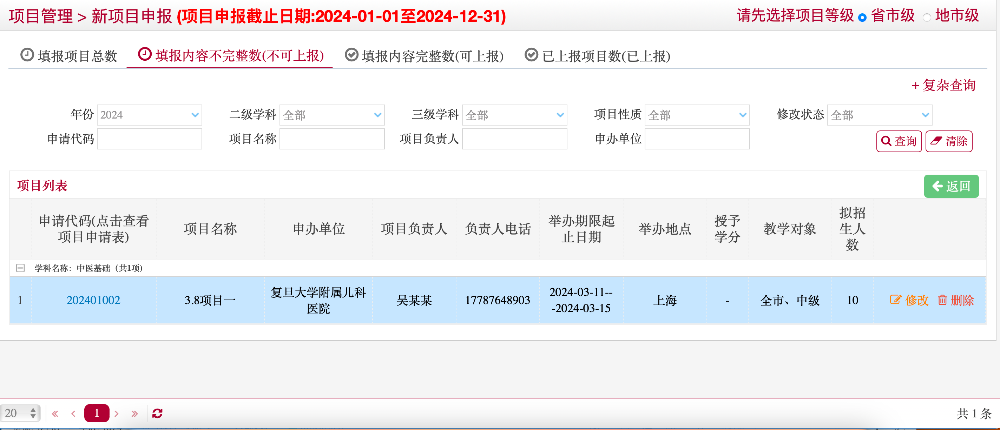 项目管理 > 新项目申报 (项目申报截止日期:2024-01-01至2024-12-31)
请先选择项目等级 省市级 地市级
填报项目总数 填报内容不完整数(不可上报) 填报内容完整数(可上报) 已上报项目数(已上报)
+ 复杂查询
年份 2024 二级学科 全部 三级学科 全部 项目性质 全部 修改状态 全部
申请代码 项目名称 项目负责人 申办单位 查询 清除
项目列表 返回
申请代码(点击查看
项目申请表)
项目名称
申办单位
项目负责人
负责人电话
举办期限起
止日期
举办地点
授予
学分
教学对象
拟招
生人
数
学科名称：中医基础（共1项)
1
202401002
3.8项目一
复旦大学附属儿科
医院
吴某某
17787648903
2024-03-11--
-2024-03-15
上海
-
全市、中级
10
修改 删除
20 « ‹ 1 › » 共 1 条